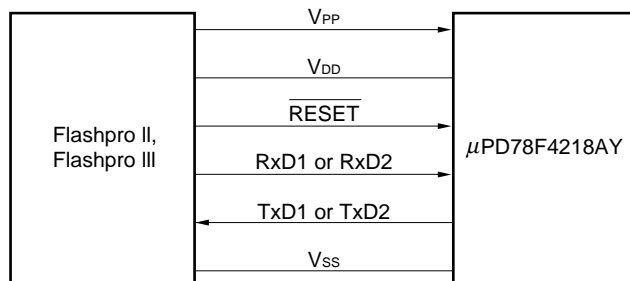 VPP
VDD
RESET
Flashpro II,
Flashpro III
μPD78F4218AY
RxD1 or RxD2
TxD1 or TxD2
VSS